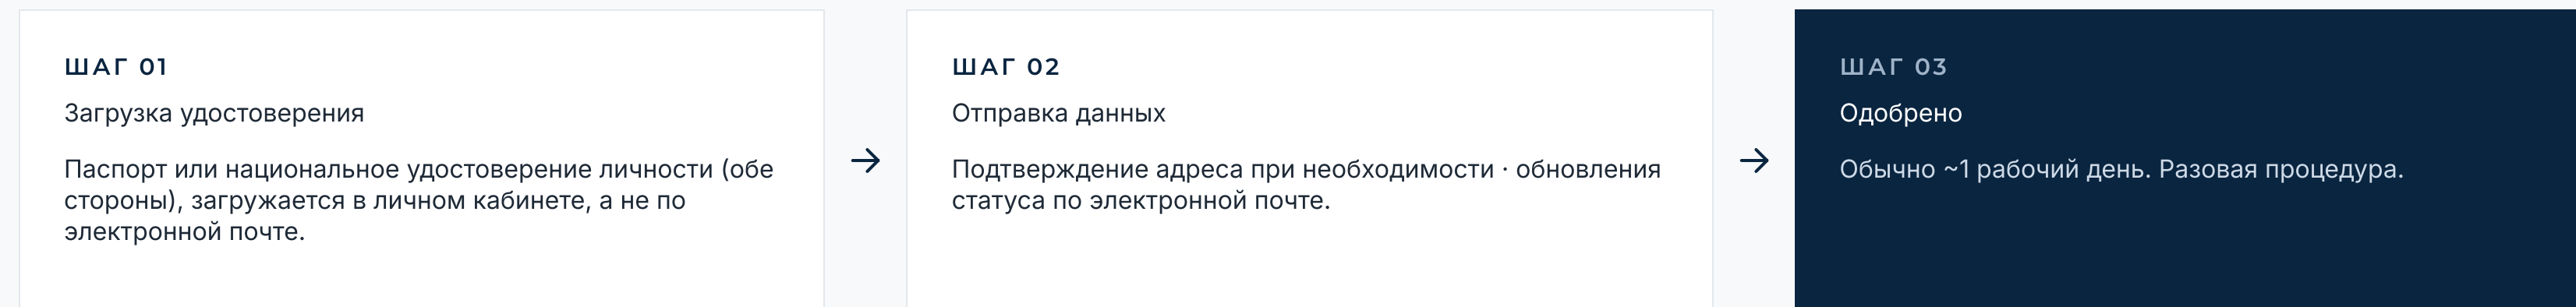 ШАГ 01
Загрузка удостоверения
Паспорт или национальное удостоверение личности (обе
стороны), загружается в личном кабинете, а не по
электронной почте.
ШАГ 02
Отправка данных
Подтверждение адреса при необходимости · обновления
статуса по электронной почте.
ШАГ 03
Одобрено
Обычно ~1 рабочий день. Разовая процедура.